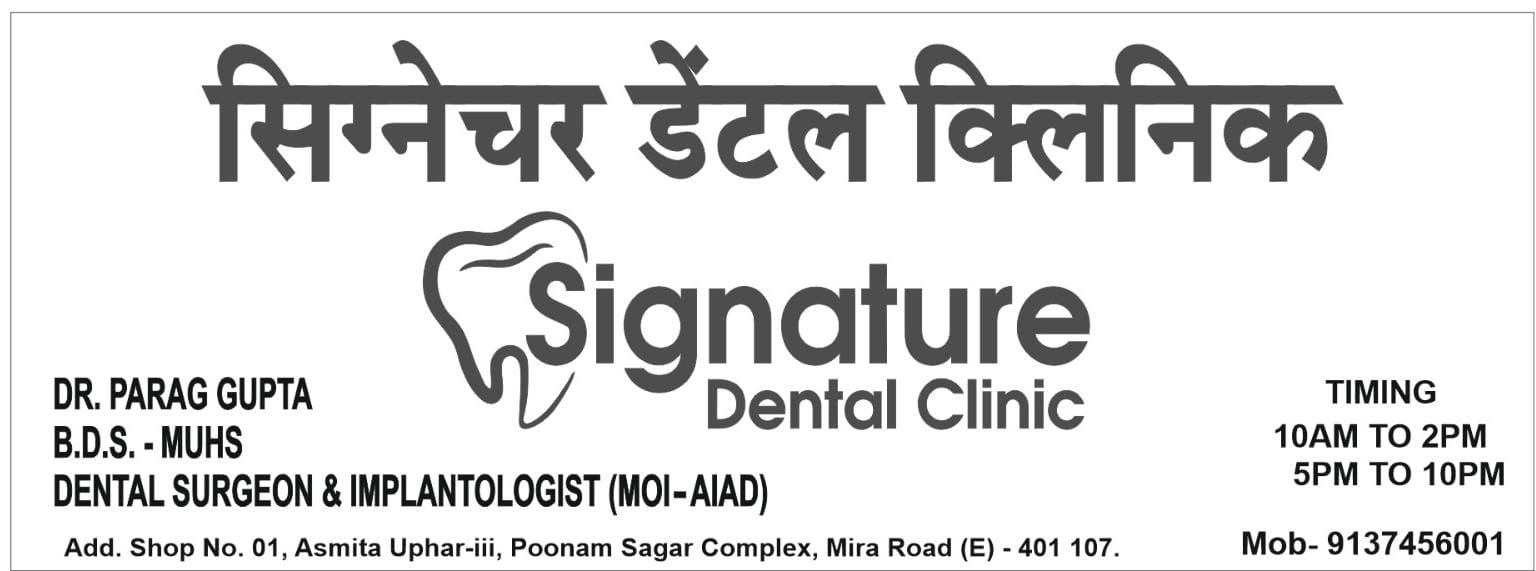 सिग्नेचर डेंटल क्लिनिक
Signature
Dental Clinic
DR. PARAG GUPTA
B.D.S. - MUHS
DENTAL SURGEON & IMPLANTOLOGIST (MOI-AIAD)
TIMING
10AM TO 2PM
5PM TO 10PM
Add. Shop No. 01, Asmita Uphar-iii, Poonam Sagar Complex, Mira Road (E) - 401 107.
Mob- 9137456001